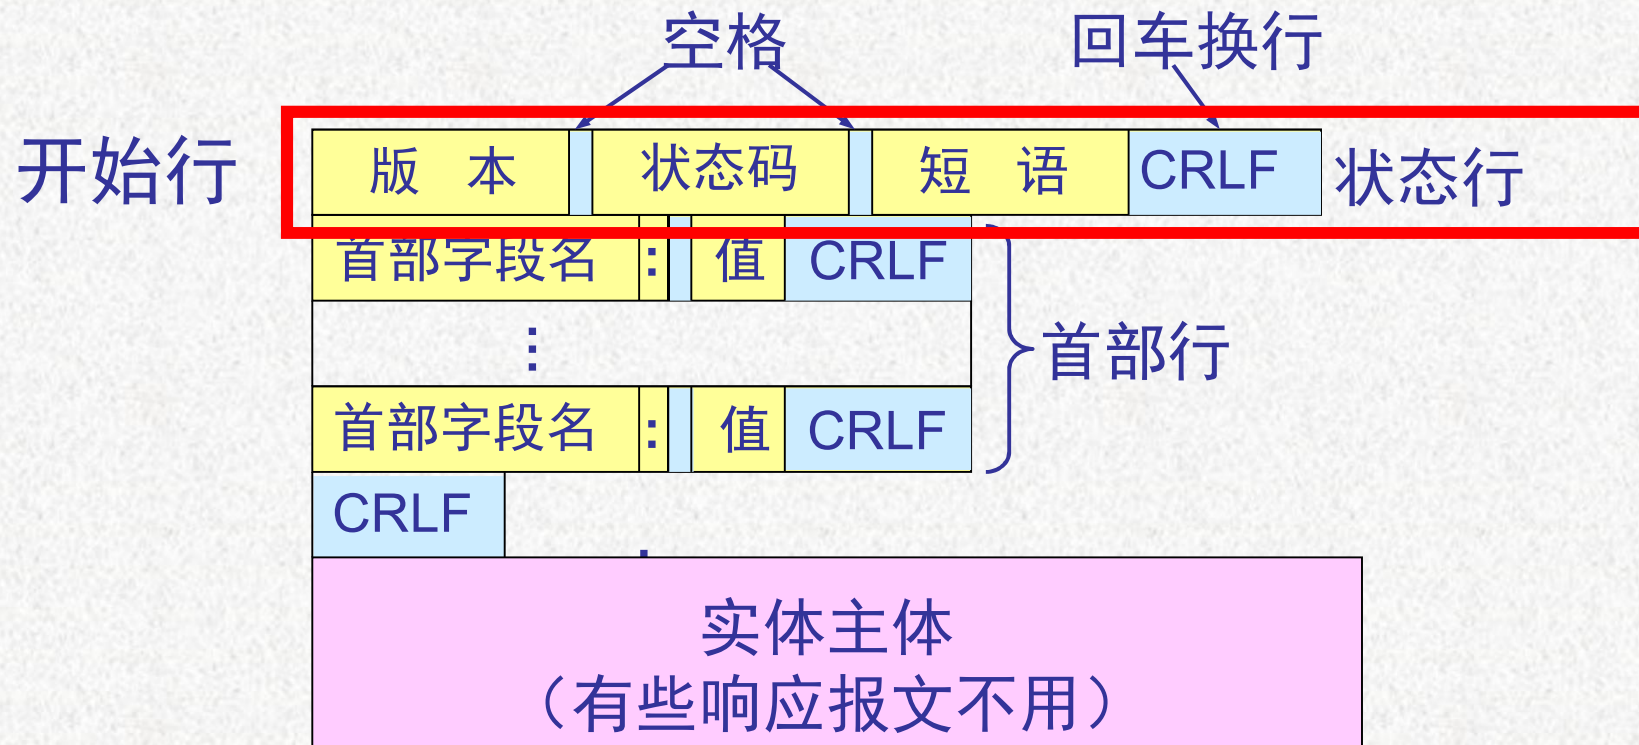 空格 回车换行
开始行 版 本 状态码 短 语 CRLF 状态行
首部字段名 : 值 CRLF
⋮ 首部行
首部字段名 : 值 CRLF
CRLF
实体主体
（有些响应报文不用）